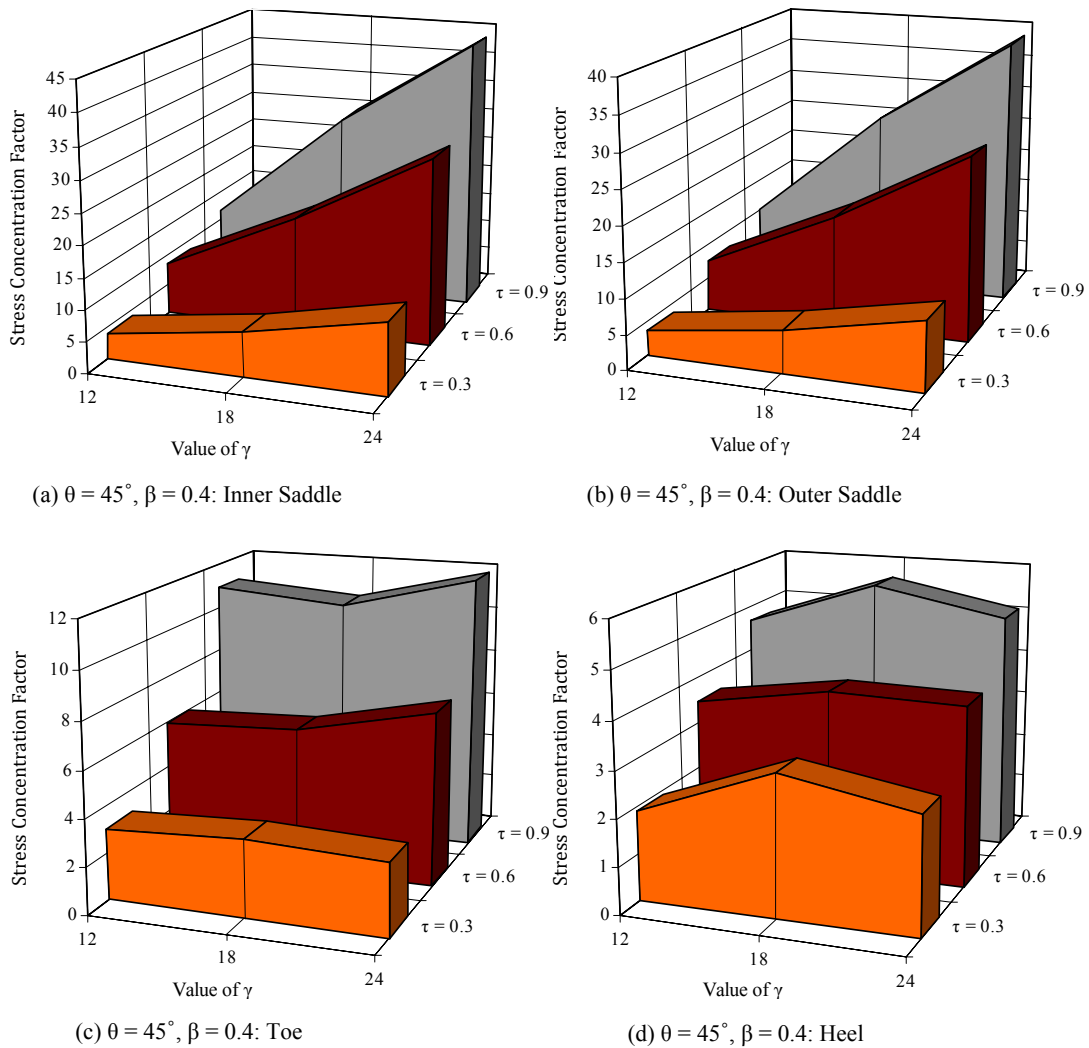 45
40
35
30
25
20
15
10
5
0
Stress Concentration Factor
12
18
24
Value of γ
τ = 0.3
τ = 0.6
τ = 0.9
(a) θ = 45˚, β = 0.4: Inner Saddle
40
35
30
25
20
15
10
5
0
Stress Concentration Factor
12
18
24
Value of γ
τ = 0.3
τ = 0.6
τ = 0.9
(b) θ = 45˚, β = 0.4: Outer Saddle
12
10
8
6
4
2
0
Stress Concentration Factor
12
18
24
Value of γ
τ = 0.3
τ = 0.6
τ = 0.9
(c) θ = 45˚, β = 0.4: Toe
6
5
4
3
2
1
0
Stress Concentration Factor
12
18
24
Value of γ
τ = 0.3
τ = 0.6
τ = 0.9
(d) θ = 45˚, β = 0.4: Heel